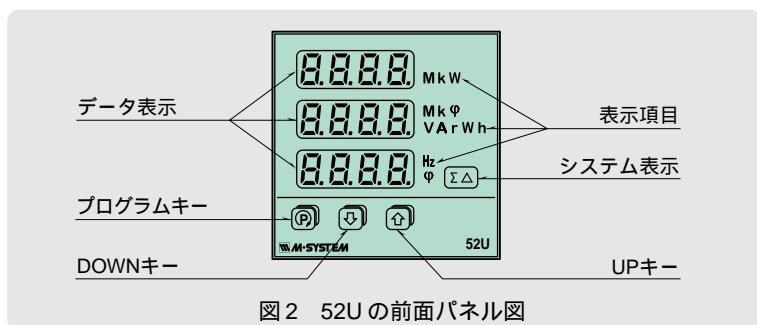 8.8.8.8. MkW
データ表示
8.8.8.8. Mkφ
VArWh
表示項目
8.8.8.8. Hz
φ ΣΔ
システム表示
プログラムキー
P
M·SYSTEM 52U
DOWNキー
UPキー
図2 52Uの前面パネル図